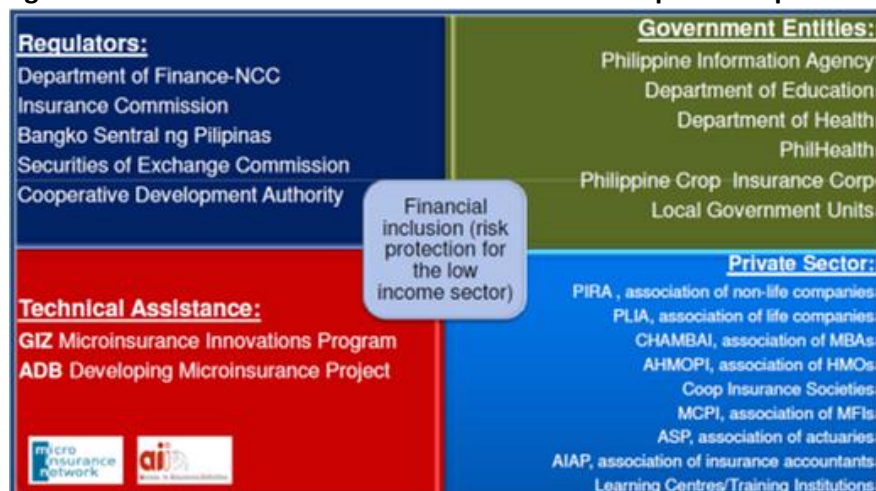 Regulators:
Department of Finance-NCC
Insurance Commission
Bangko Sentral ng Pilipinas
Securities of Exchange Commission
Cooperative Development Authority
Government Entities:
Philippine Information Agency
Department of Education
Department of Health
PhilHealth
Philippine Crop Insurance Corp
Local Government Units
Financial
inclusion (risk
protection for
the low
income sector)
Technical Assistance:
GIZ Microinsurance Innovations Program
ADB Developing Microinsurance Project
micro
insurance
network
aii
Private Sector:
PIRA , association of non-life companies
PLIA, association of life companies
CHAMBAI, association of MBAs
AHMOPI, association of HMOs
Coop Insurance Societies
MCPI, association of MFIs
ASP, association of actuaries
AIAP, association of insurance accountants
Learning Centres/Training Institutions